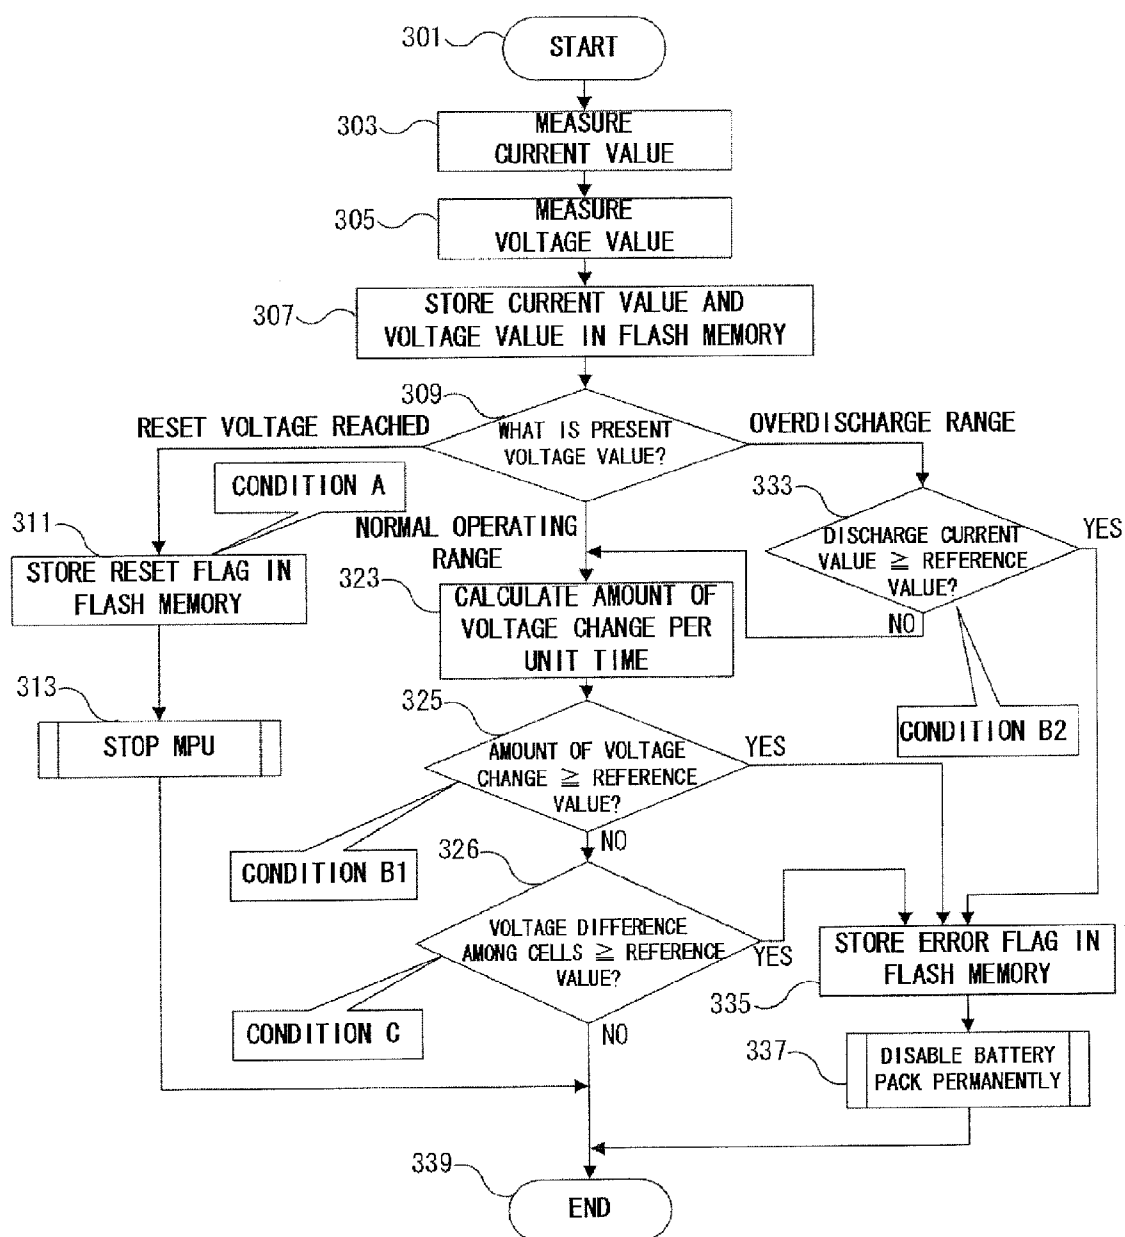 301
START
303
MEASURE
CURRENT VALUE
305
MEASURE
VOLTAGE VALUE
307
STORE CURRENT VALUE AND
VOLTAGE VALUE IN FLASH MEMORY
309
WHAT IS PRESENT
VOLTAGE VALUE?
RESET VOLTAGE REACHED
OVERDISCHARGE RANGE
CONDITION A
311
STORE RESET FLAG IN
FLASH MEMORY
NORMAL OPERATING
RANGE
333
DISCHARGE CURRENT
VALUE ≧ REFERENCE
VALUE?
YES
NO
323
CALCULATE AMOUNT OF
VOLTAGE CHANGE PER
UNIT TIME
CONDITION B2
313
STOP MPU
325
AMOUNT OF VOLTAGE
CHANGE ≧ REFERENCE
VALUE?
YES
NO
CONDITION B1
326
VOLTAGE DIFFERENCE
AMONG CELLS ≧ REFERENCE
VALUE?
YES
NO
CONDITION C
STORE ERROR FLAG IN
FLASH MEMORY
335
337
DISABLE BATTERY
PACK PERMANENTLY
339
END